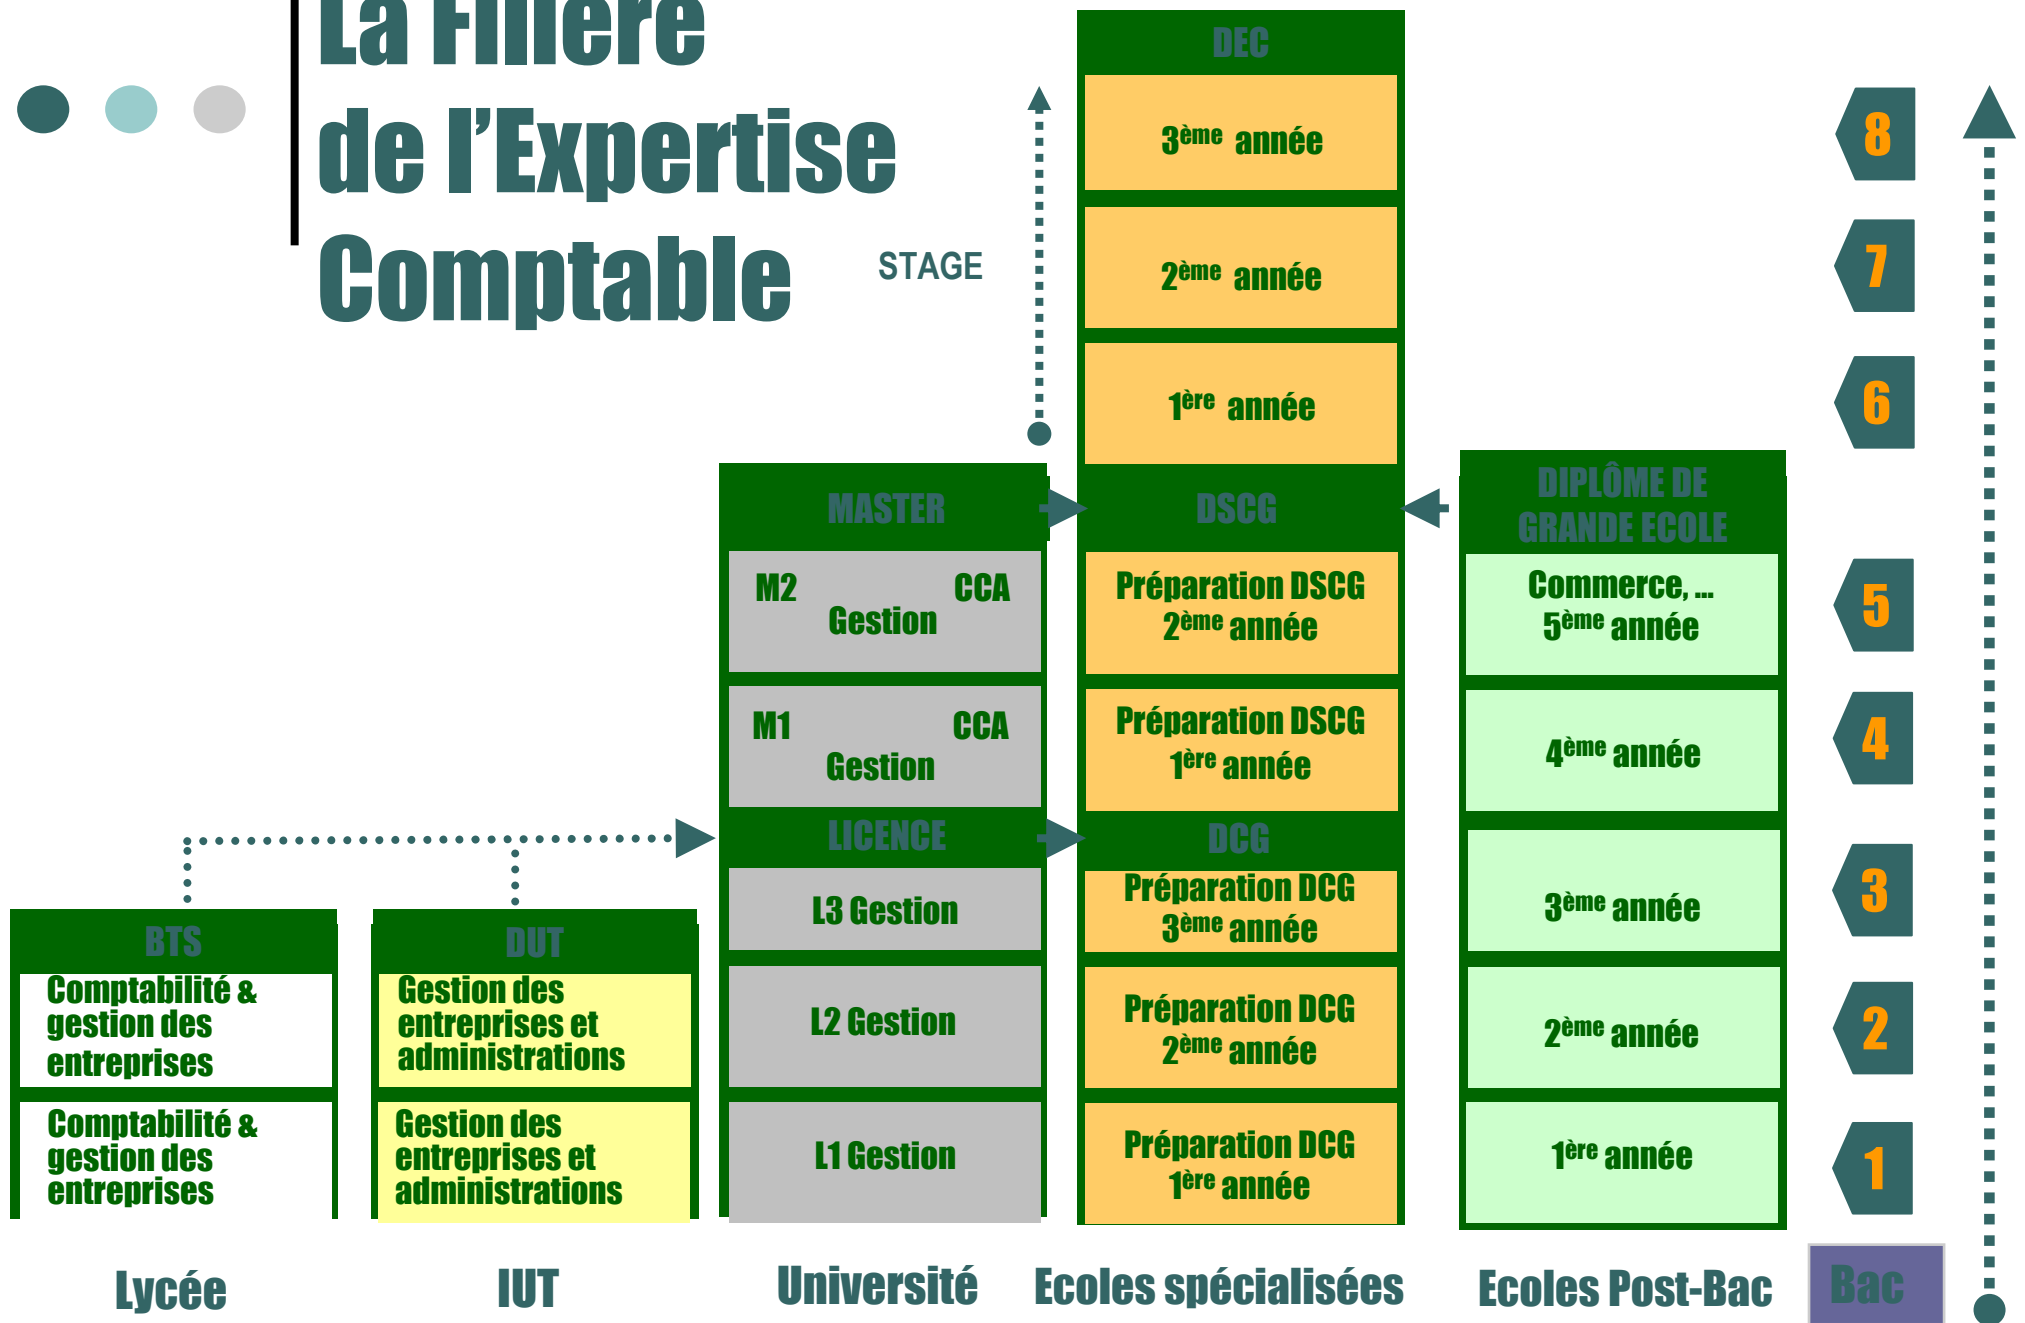 La Filière
de l’Expertise
Comptable
STAGE
DEC
3ème année
2ème année
1ère année
8
7
6
MASTER
M2 CCA
Gestion
M1 CCA
Gestion
LICENCE
L3 Gestion
L2 Gestion
L1 Gestion
DSCG
Préparation DSCG
2ème année
Préparation DSCG
1ère année
DCG
Préparation DCG
3ème année
Préparation DCG
2ème année
Préparation DCG
1ère année
DIPLÔME DE
GRANDE ECOLE
Commerce, ...
5ème année
4ème année
3ème année
2ème année
1ère année
5
4
3
2
1
BTS
Comptabilité &
gestion des
entreprises
Comptabilité &
gestion des
entreprises
DUT
Gestion des
entreprises et
administrations
Gestion des
entreprises et
administrations
Lycée
IUT
Université
Ecoles spécialisées
Ecoles Post-Bac
Bac